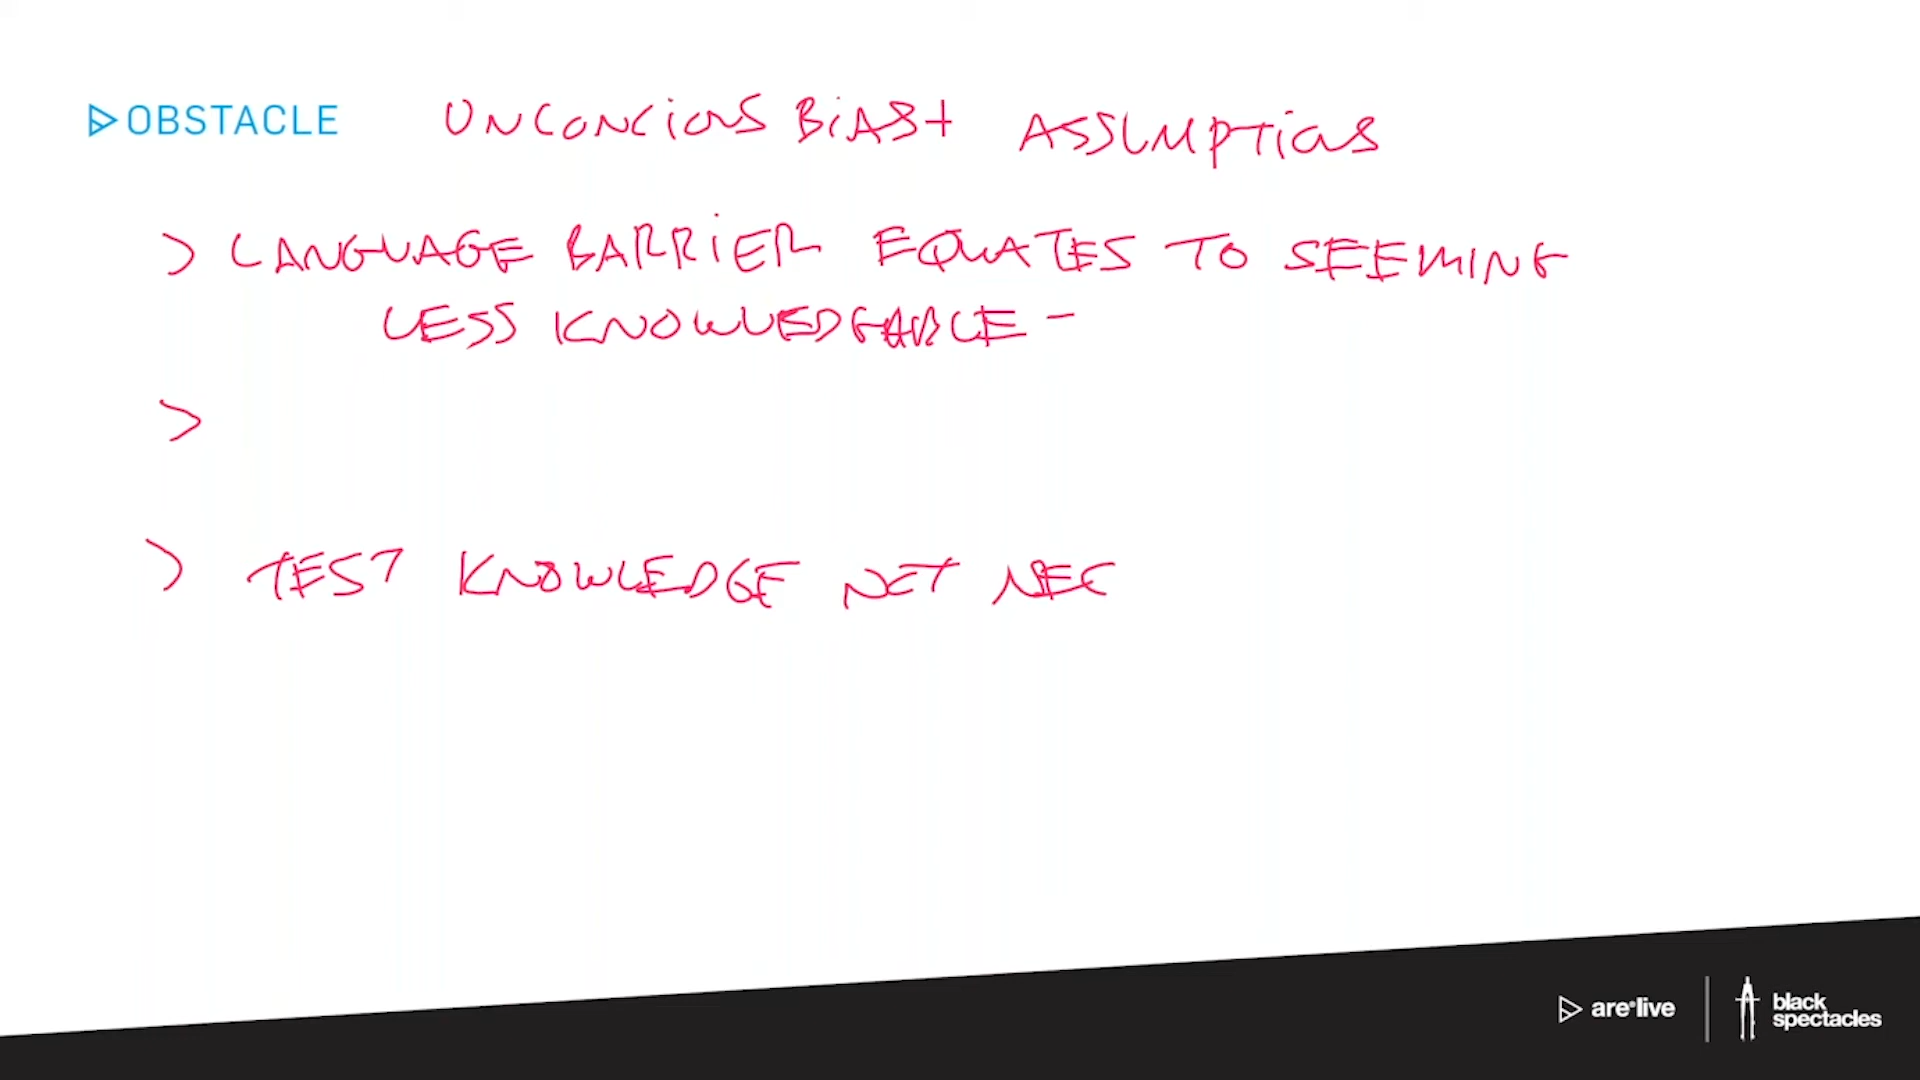 OBSTACLE UNCONCIOUS BIAS + ASSUMPTIONS
> LANGUAGE BARRIER EQUATES TO SEEMING
LESS KNOWLEDGABLE -
>
> TEST KNOWLEDGE NOT NEC
are•live black
spectacles